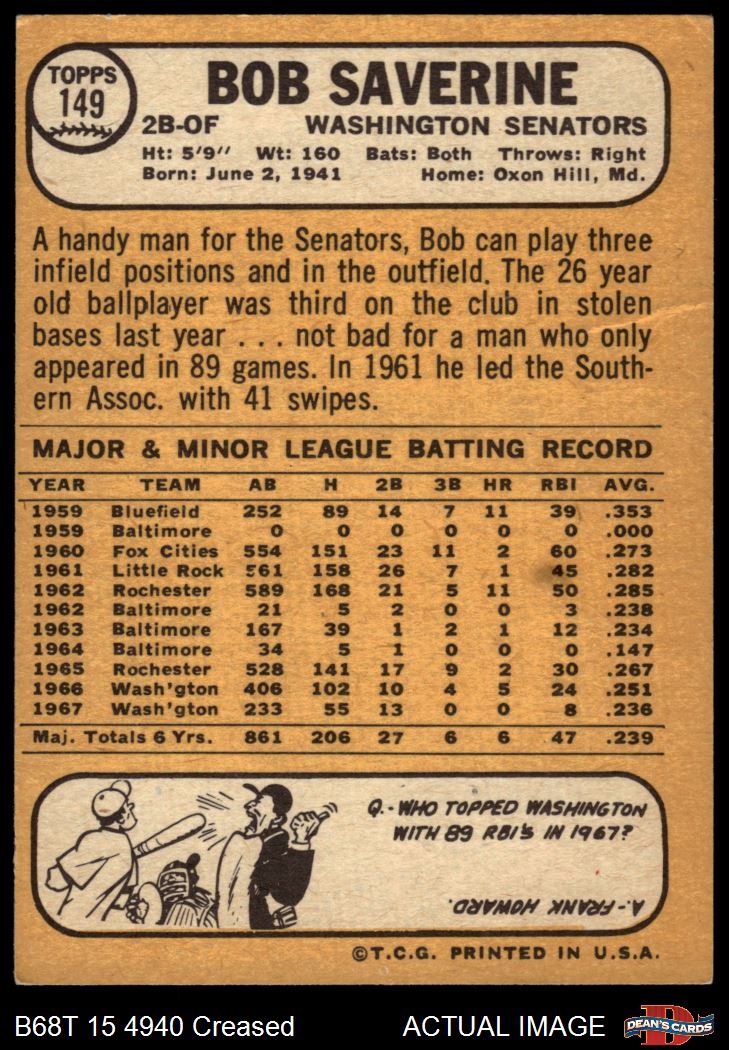 TOPPS
149
BOB SAVERINE
2B-OF WASHINGTON SENATORS
Ht: 5'9" Wt: 160 Bats: Both Throws: Right
Born: June 2, 1941 Home: Oxon Hill, Md.
A handy man for the Senators, Bob can play three
infield positions and in the outfield. The 26 year
old ballplayer was third on the club in stolen
bases last year . . . not bad for a man who only
appeared in 89 games. In 1961 he led the South-
ern Assoc. with 41 swipes.
MAJOR & MINOR LEAGUE BATTING RECORD
YEAR TEAM AB H 2B 3B HR RBI AVG.
1959 Bluefield 252 89 14 7 11 39 .353
1959 Baltimore 0 0 0 0 0 0 .000
1960 Fox Cities 554 151 23 11 2 60 .273
1961 Little Rock 561 158 26 7 1 45 .282
1962 Rochester 589 168 21 5 11 50 .285
1962 Baltimore 21 5 2 0 0 3 .238
1963 Baltimore 167 39 1 2 1 12 .234
1964 Baltimore 34 5 1 0 0 0 .147
1965 Rochester 528 141 17 9 2 30 .267
1966 Wash'gton 406 102 10 4 5 24 .251
1967 Wash'gton 233 55 13 0 0 8 .236
Maj. Totals 6 Yrs. 861 206 27 6 6 47 .239
Q.-WHO TOPPED WASHINGTON
WITH 89 RBI's IN 1967?
A.-FRANK HOWARD.
©T.C.G. PRINTED IN U.S.A.
B68T 15 4940 Creased ACTUAL IMAGE
D
DEAN'S CARDS